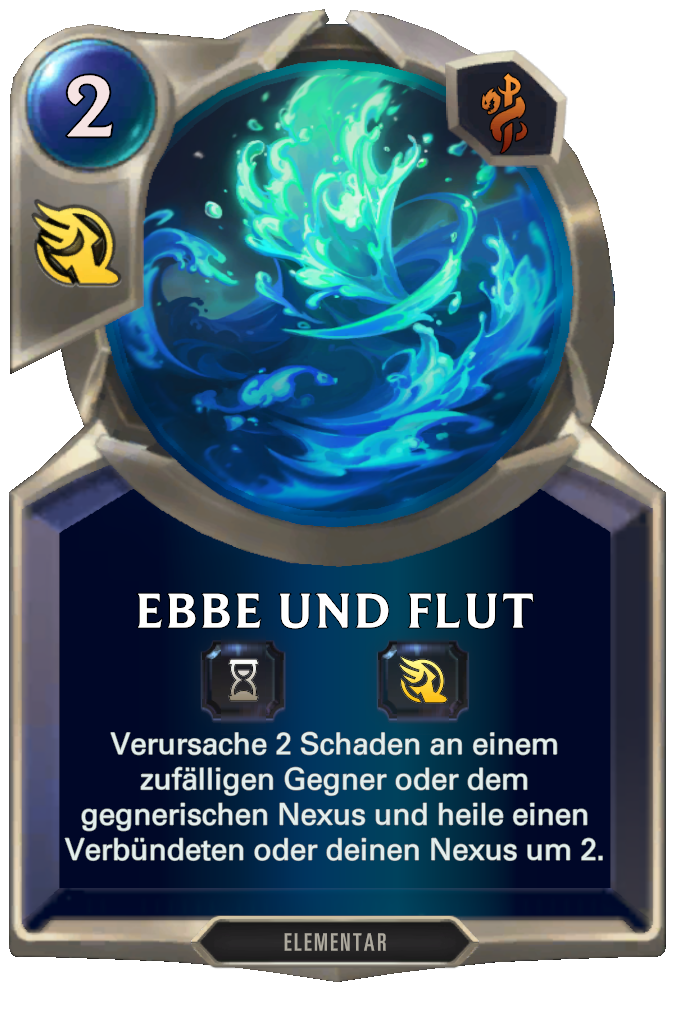 2
EBBE UND FLUT
Verursache 2 Schaden an einem
zufälligen Gegner oder dem
gegnerischen Nexus und heile einen
Verbündeten oder deinen Nexus um 2.
ELEMENTAR